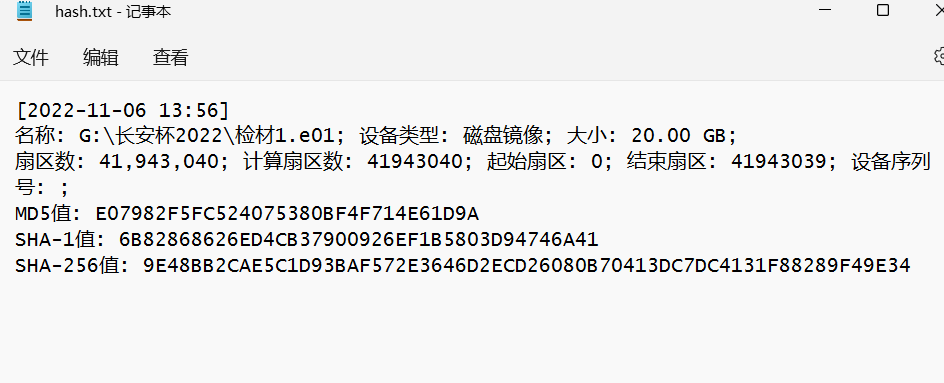 hash.txt - 记事本
文件 编辑 查看
[2022-11-06 13:56]
名称: G:\长安杯2022\检材1.e01; 设备类型: 磁盘镜像; 大小: 20.00 GB;
扇区数: 41,943,040; 计算扇区数: 41943040; 起始扇区: 0; 结束扇区: 41943039; 设备序列
号: ;
MD5值: E07982F5FC524075380BF4F714E61D9A
SHA-1值: 6B82868626ED4CB37900926EF1B5803D94746A41
SHA-256值: 9E48BB2CAE5C1D93BAF572E3646D2ECD26080B70413DC7DC4131F88289F49E34